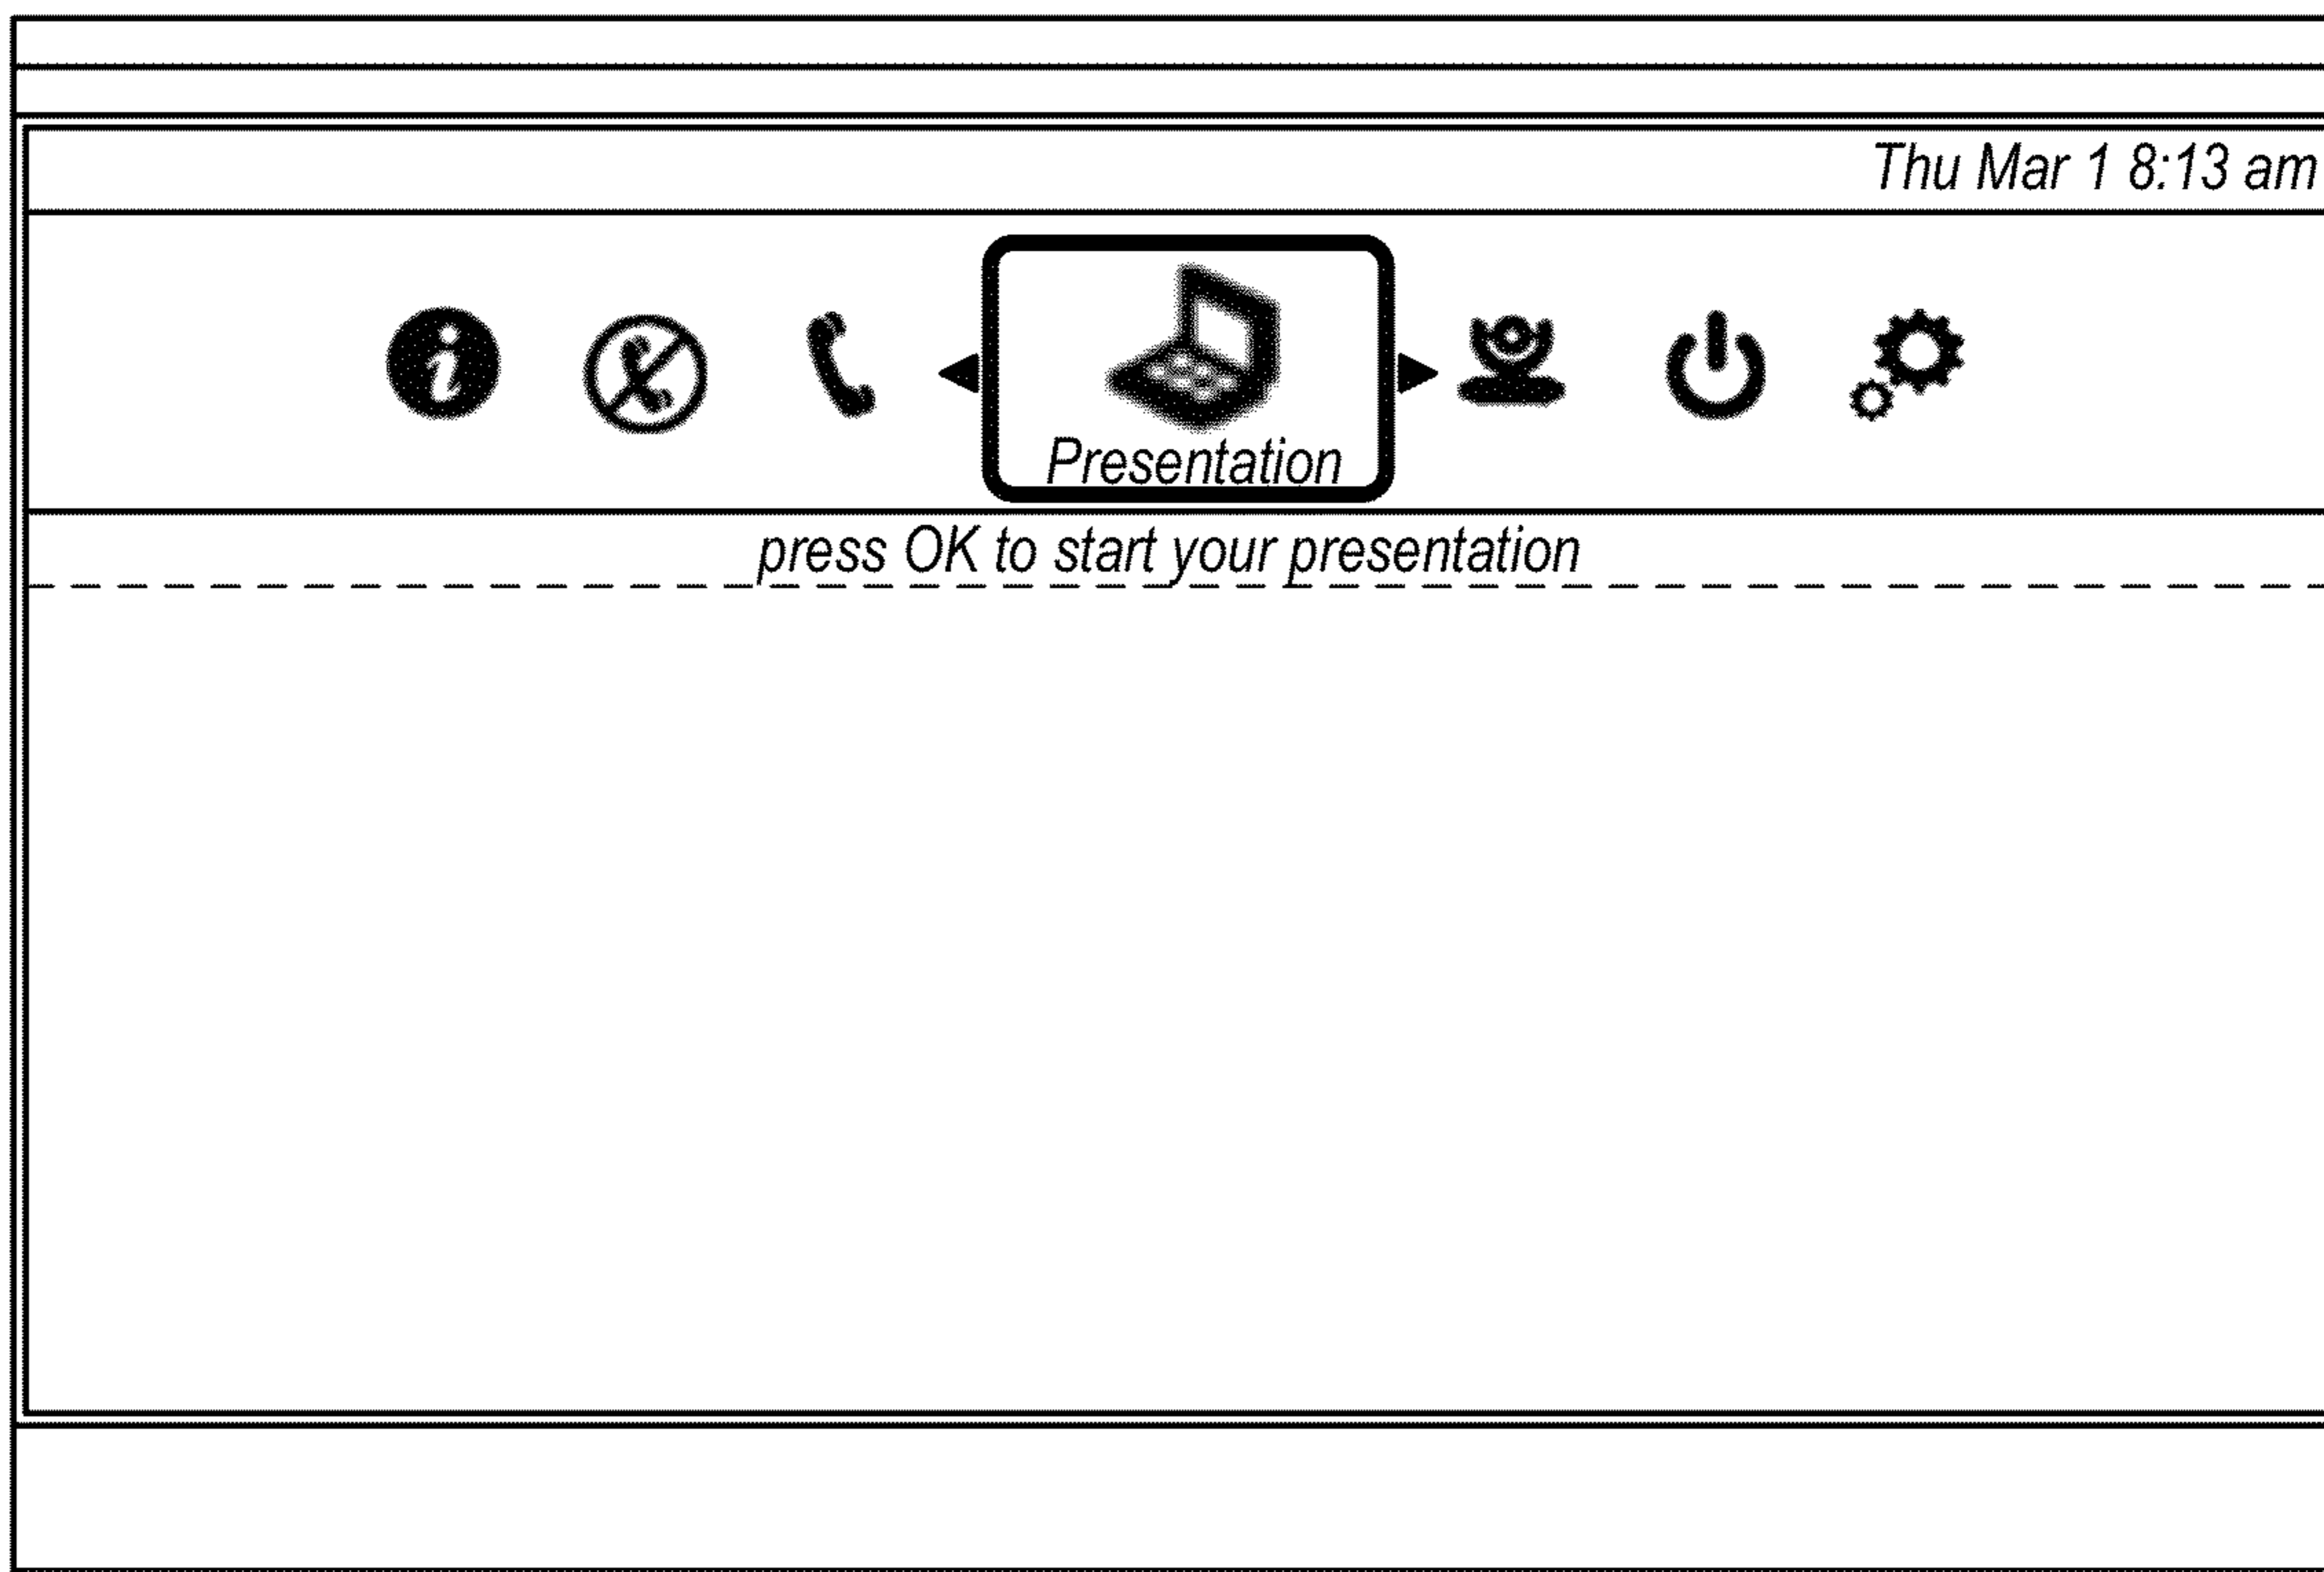 Thu Mar 1 8:13 am
Presentation
press OK to start your presentation